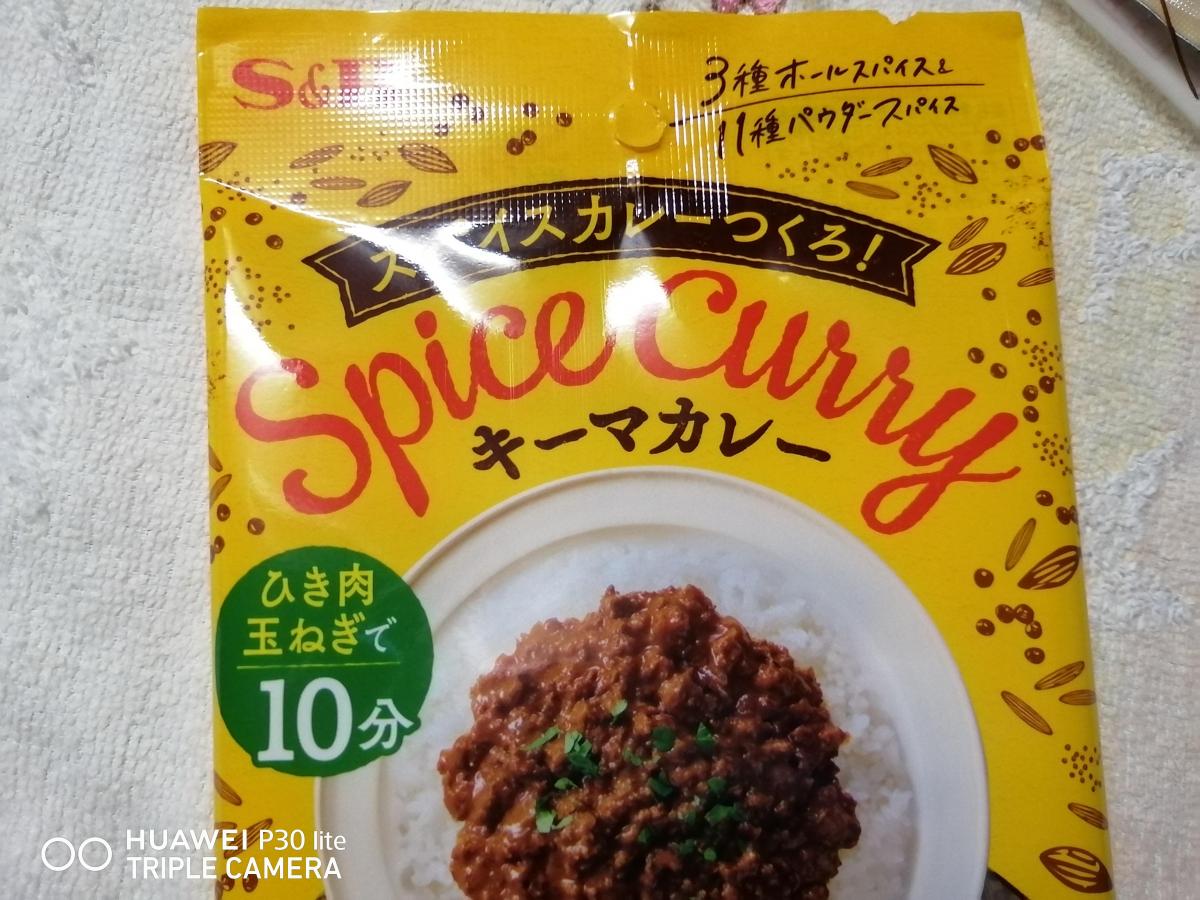 S&B
3種ホールスパイス&
11種パウダースパイス
スパイスカレーつくろ!
Spice Curry
キーマカレー
ひき肉
玉ねぎで
10分
HUAWEI P30 lite
TRIPLE CAMERA